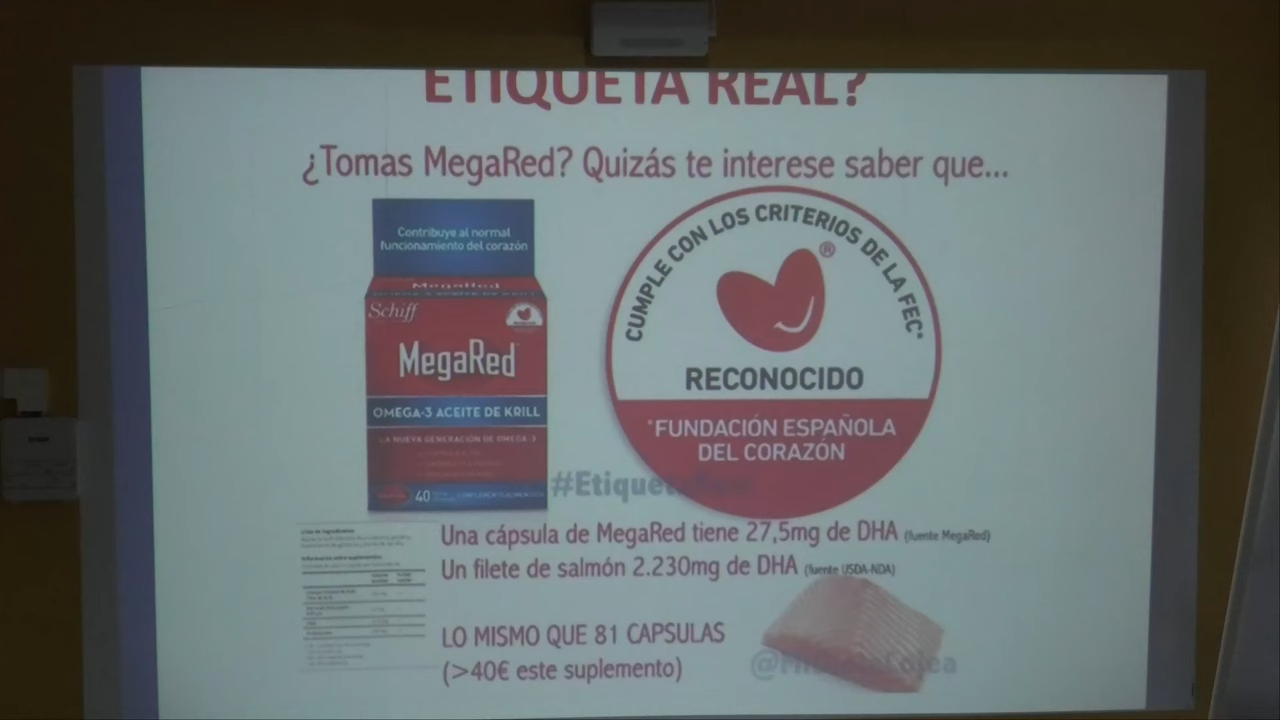 ETIQUETA REAL?
¿Tomas MegaRed? Quizás te interese saber que...
Contribuye al normal
funcionamiento del corazón
MegaRed
Schiff
MegaRed
OMEGA-3 ACEITE DE KRILL
LA NUEVA GENERACIÓN DE OMEGA-3
40
CUMPLE CON LOS CRITERIOS DE LA FEC*
®
RECONOCIDO
*FUNDACIÓN ESPAÑOLA
DEL CORAZÓN
Una cápsula de MegaRed tiene 27,5mg de DHA (fuente MegaRed)
Un filete de salmón 2.230mg de DHA (fuente USDA-NDA)
LO MISMO QUE 81 CAPSULAS
(>40€ este suplemento)